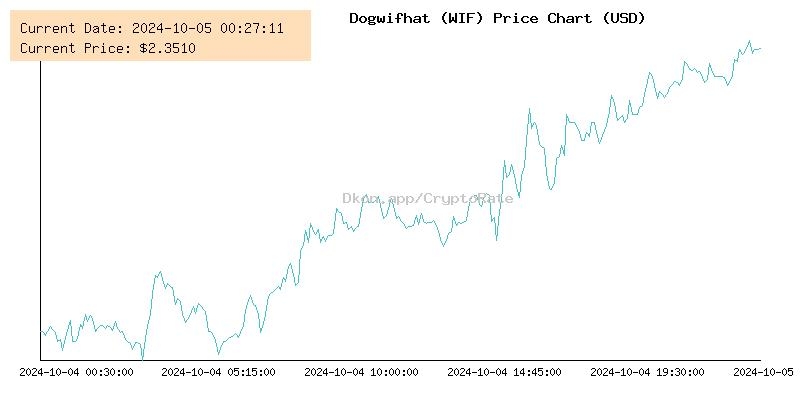 Dogwifhat (WIF) Price Chart (USD)
Current Date: 2024-10-05 00:27:11
Current Price: $2.3510
Dkon.app/CryptoRate
2024-10-04 00:30:00 2024-10-04 05:15:00 2024-10-04 10:00:00 2024-10-04 14:45:00 2024-10-04 19:30:00 2024-10-05